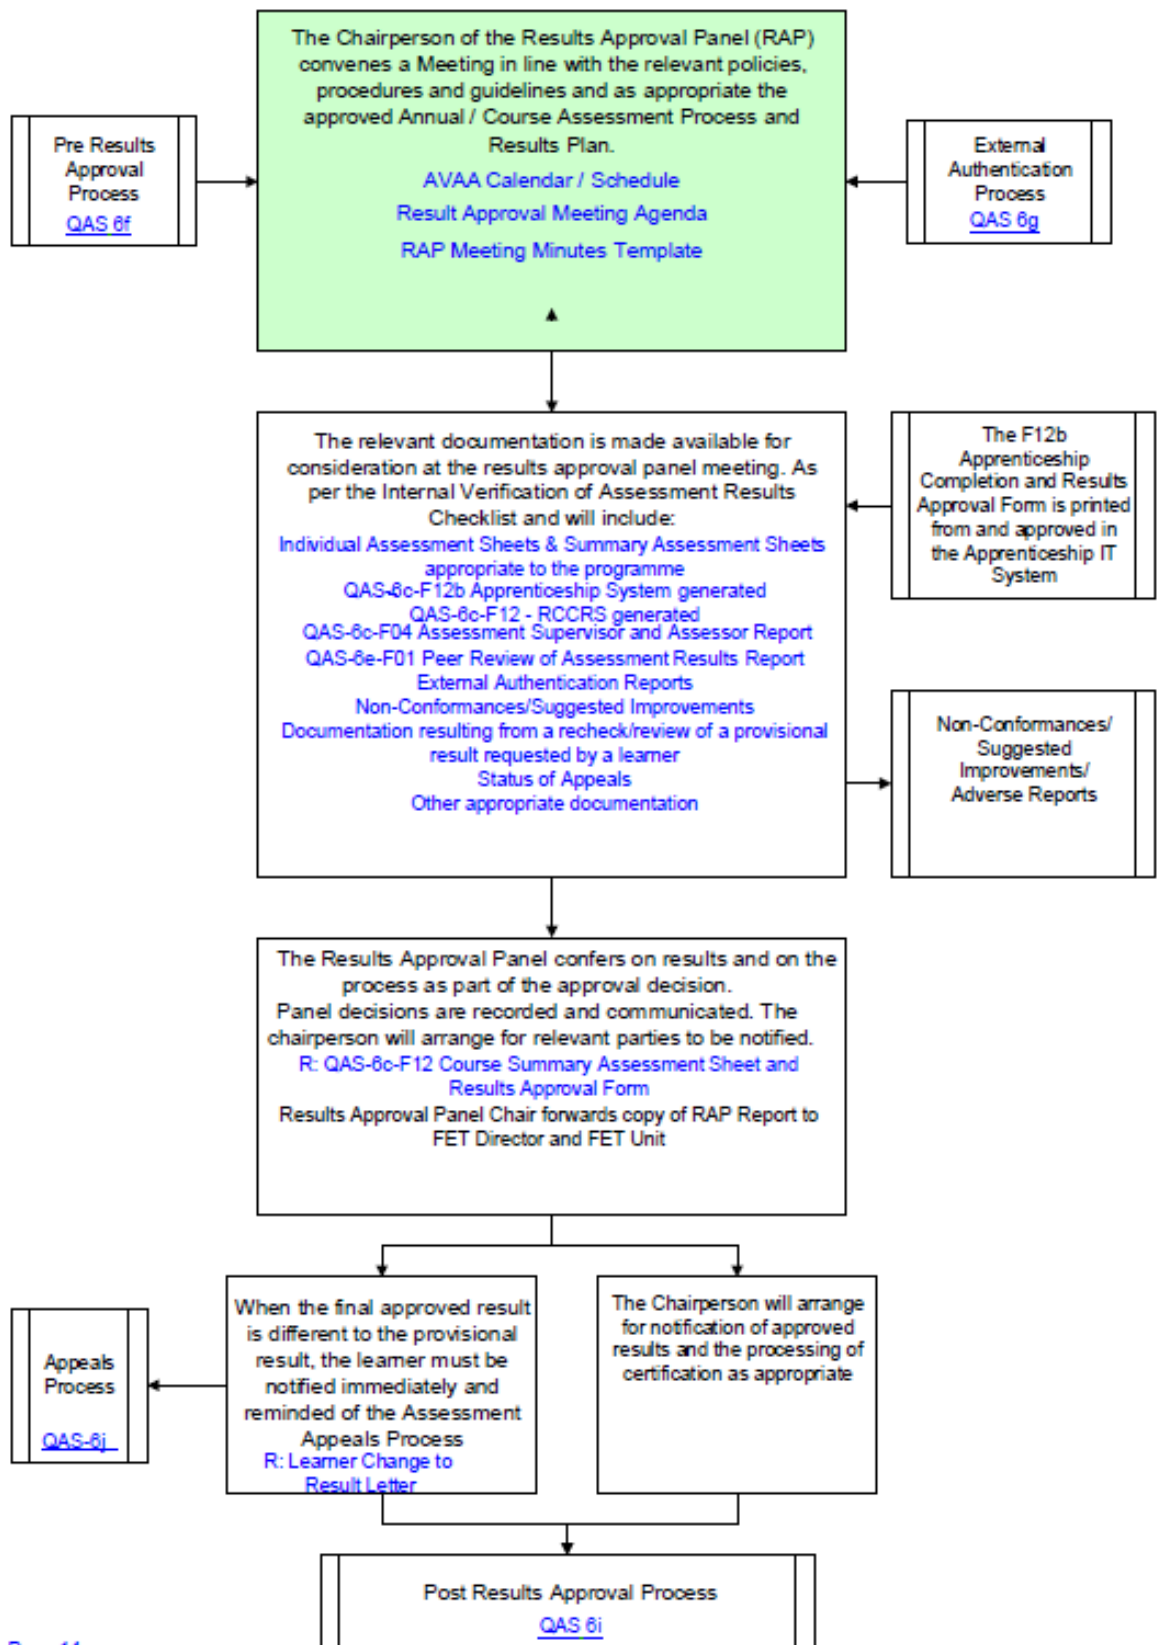 The Chairperson of the Results Approval Panel (RAP)
convenes a Meeting in line with the relevant policies,
procedures and guidelines and as appropriate the
approved Annual / Course Assessment Process and
Results Plan.
AVAA Calendar / Schedule
Result Approval Meeting Agenda
RAP Meeting Minutes Template
Pre Results
Approval
Process
QAS 6f
External
Authentication
Process
QAS 6g
The relevant documentation is made available for
consideration at the results approval panel meeting. As
per the Internal Verification of Assessment Results
Checklist and will include:
Individual Assessment Sheets & Summary Assessment Sheets
appropriate to the programme
QAS-6c-F12b Apprenticeship System generated
QAS-6c-F12 - RCCRS generated
QAS-6c-F04 Assessment Supervisor and Assessor Report
QAS-6e-F01 Peer Review of Assessment Results Report
External Authentication Reports
Non-Conformances/Suggested Improvements
Documentation resulting from a recheck/review of a provisional
result requested by a learner
Status of Appeals
Other appropriate documentation
The F12b
Apprenticeship
Completion and Results
Approval Form is printed
from and approved in
the Apprenticeship IT
System
Non-Conformances/
Suggested
Improvements/
Adverse Reports
The Results Approval Panel confers on results and on the
process as part of the approval decision.
Panel decisions are recorded and communicated. The
chairperson will arrange for relevant parties to be notified.
R: QAS-6c-F12 Course Summary Assessment Sheet and
Results Approval Form
Results Approval Panel Chair forwards copy of RAP Report to
FET Director and FET Unit
Appeals
Process
QAS-6j
When the final approved result
is different to the provisional
result, the learner must be
notified immediately and
reminded of the Assessment
Appeals Process
R: Learner Change to
Result Letter
The Chairperson will arrange
for notification of approved
results and the processing of
certification as appropriate
Post Results Approval Process
QAS 6i